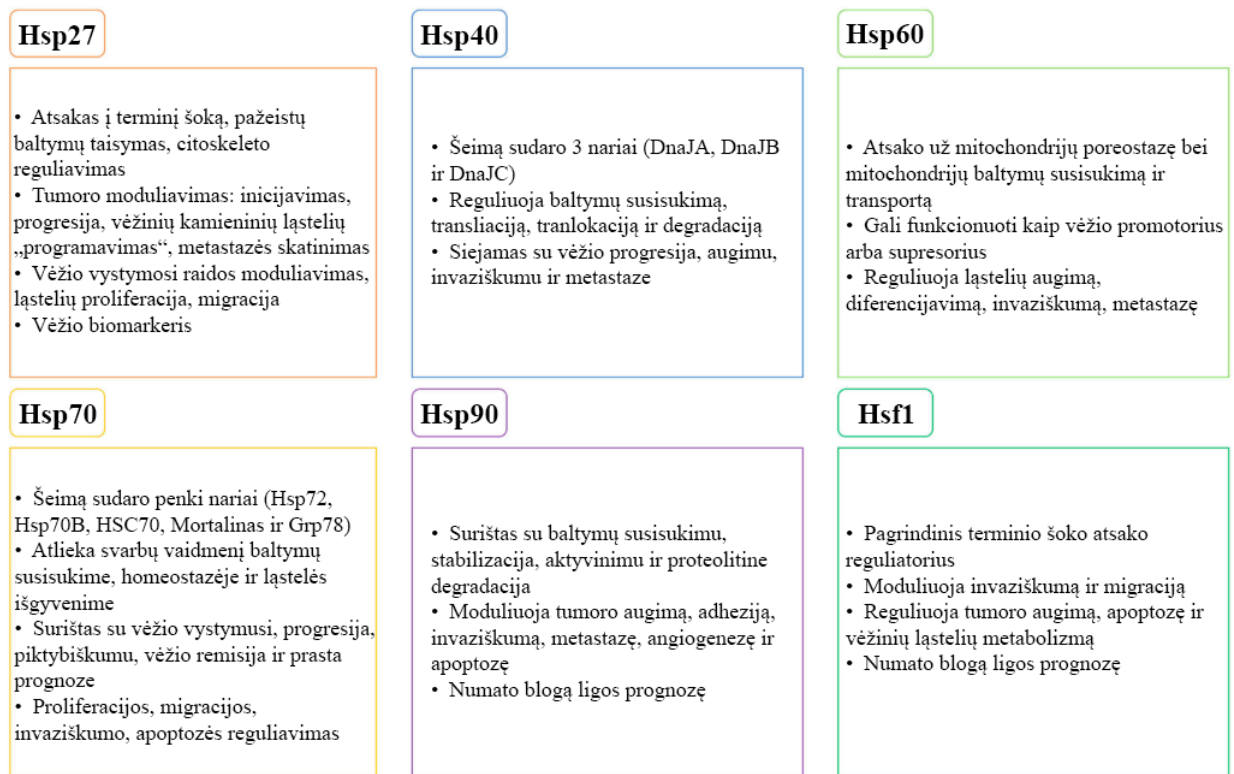 Hsp27
• Atsakas į terminį šoką, pažeistų
baltymų taisymas, citoskeleto
reguliavimas
• Tumoro moduliavimas: inicijavimas,
progresija, vėžinių kamieninių ląstelių
„programavimas“, metastazės skatinimas
• Vėžio vystymosi raidos moduliavimas,
ląstelių proliferacija, migracija
• Vėžio biomarkeris
Hsp40
• Šeimą sudaro 3 nariai (DnaJA, DnaJB
ir DnaJC)
• Reguliuoja baltymų susisukimą,
transliaciją, tranlokaciją ir degradaciją
• Siejamas su vėžio progresija, augimu,
invaziškumu ir metastaze
Hsp60
• Atsako už mitochondrijų poreostazę bei
mitochondrijų baltymų susisukimą ir
transportą
• Gali funkcionuoti kaip vėžio promotorius
arba supresorius
• Reguliuoja ląstelių augimą,
diferencijavimą, invaziškumą, metastazę
Hsp70
• Šeimą sudaro penki nariai (Hsp72,
Hsp70B, HSC70, Mortalinas ir Grp78)
• Atlieka svarbų vaidmenį baltymų
susisukime, homeostazėje ir ląstelės
išgyvenime
• Surištas su vėžio vystymusi, progresija,
piktybiškumu, vėžio remisija ir prasta
prognoze
• Proliferacijos, migracijos,
invaziškumo, apoptozės reguliavimas
Hsp90
• Surištas su baltymų susisukimu,
stabilizacija, aktyvinimu ir proteolitine
degradacija
• Moduliuoja tumoro augimą, adheziją,
invaziškumą, metastazę, angiogenezę ir
apoptozę
• Numato blogą ligos prognozę
Hsf1
• Pagrindinis terminio šoko atsako
reguliatorius
• Moduliuoja invaziškumą ir migraciją
• Reguliuoja tumoro augimą, apoptozę ir
vėžinių ląstelių metabolizmą
• Numato blogą ligos prognozę